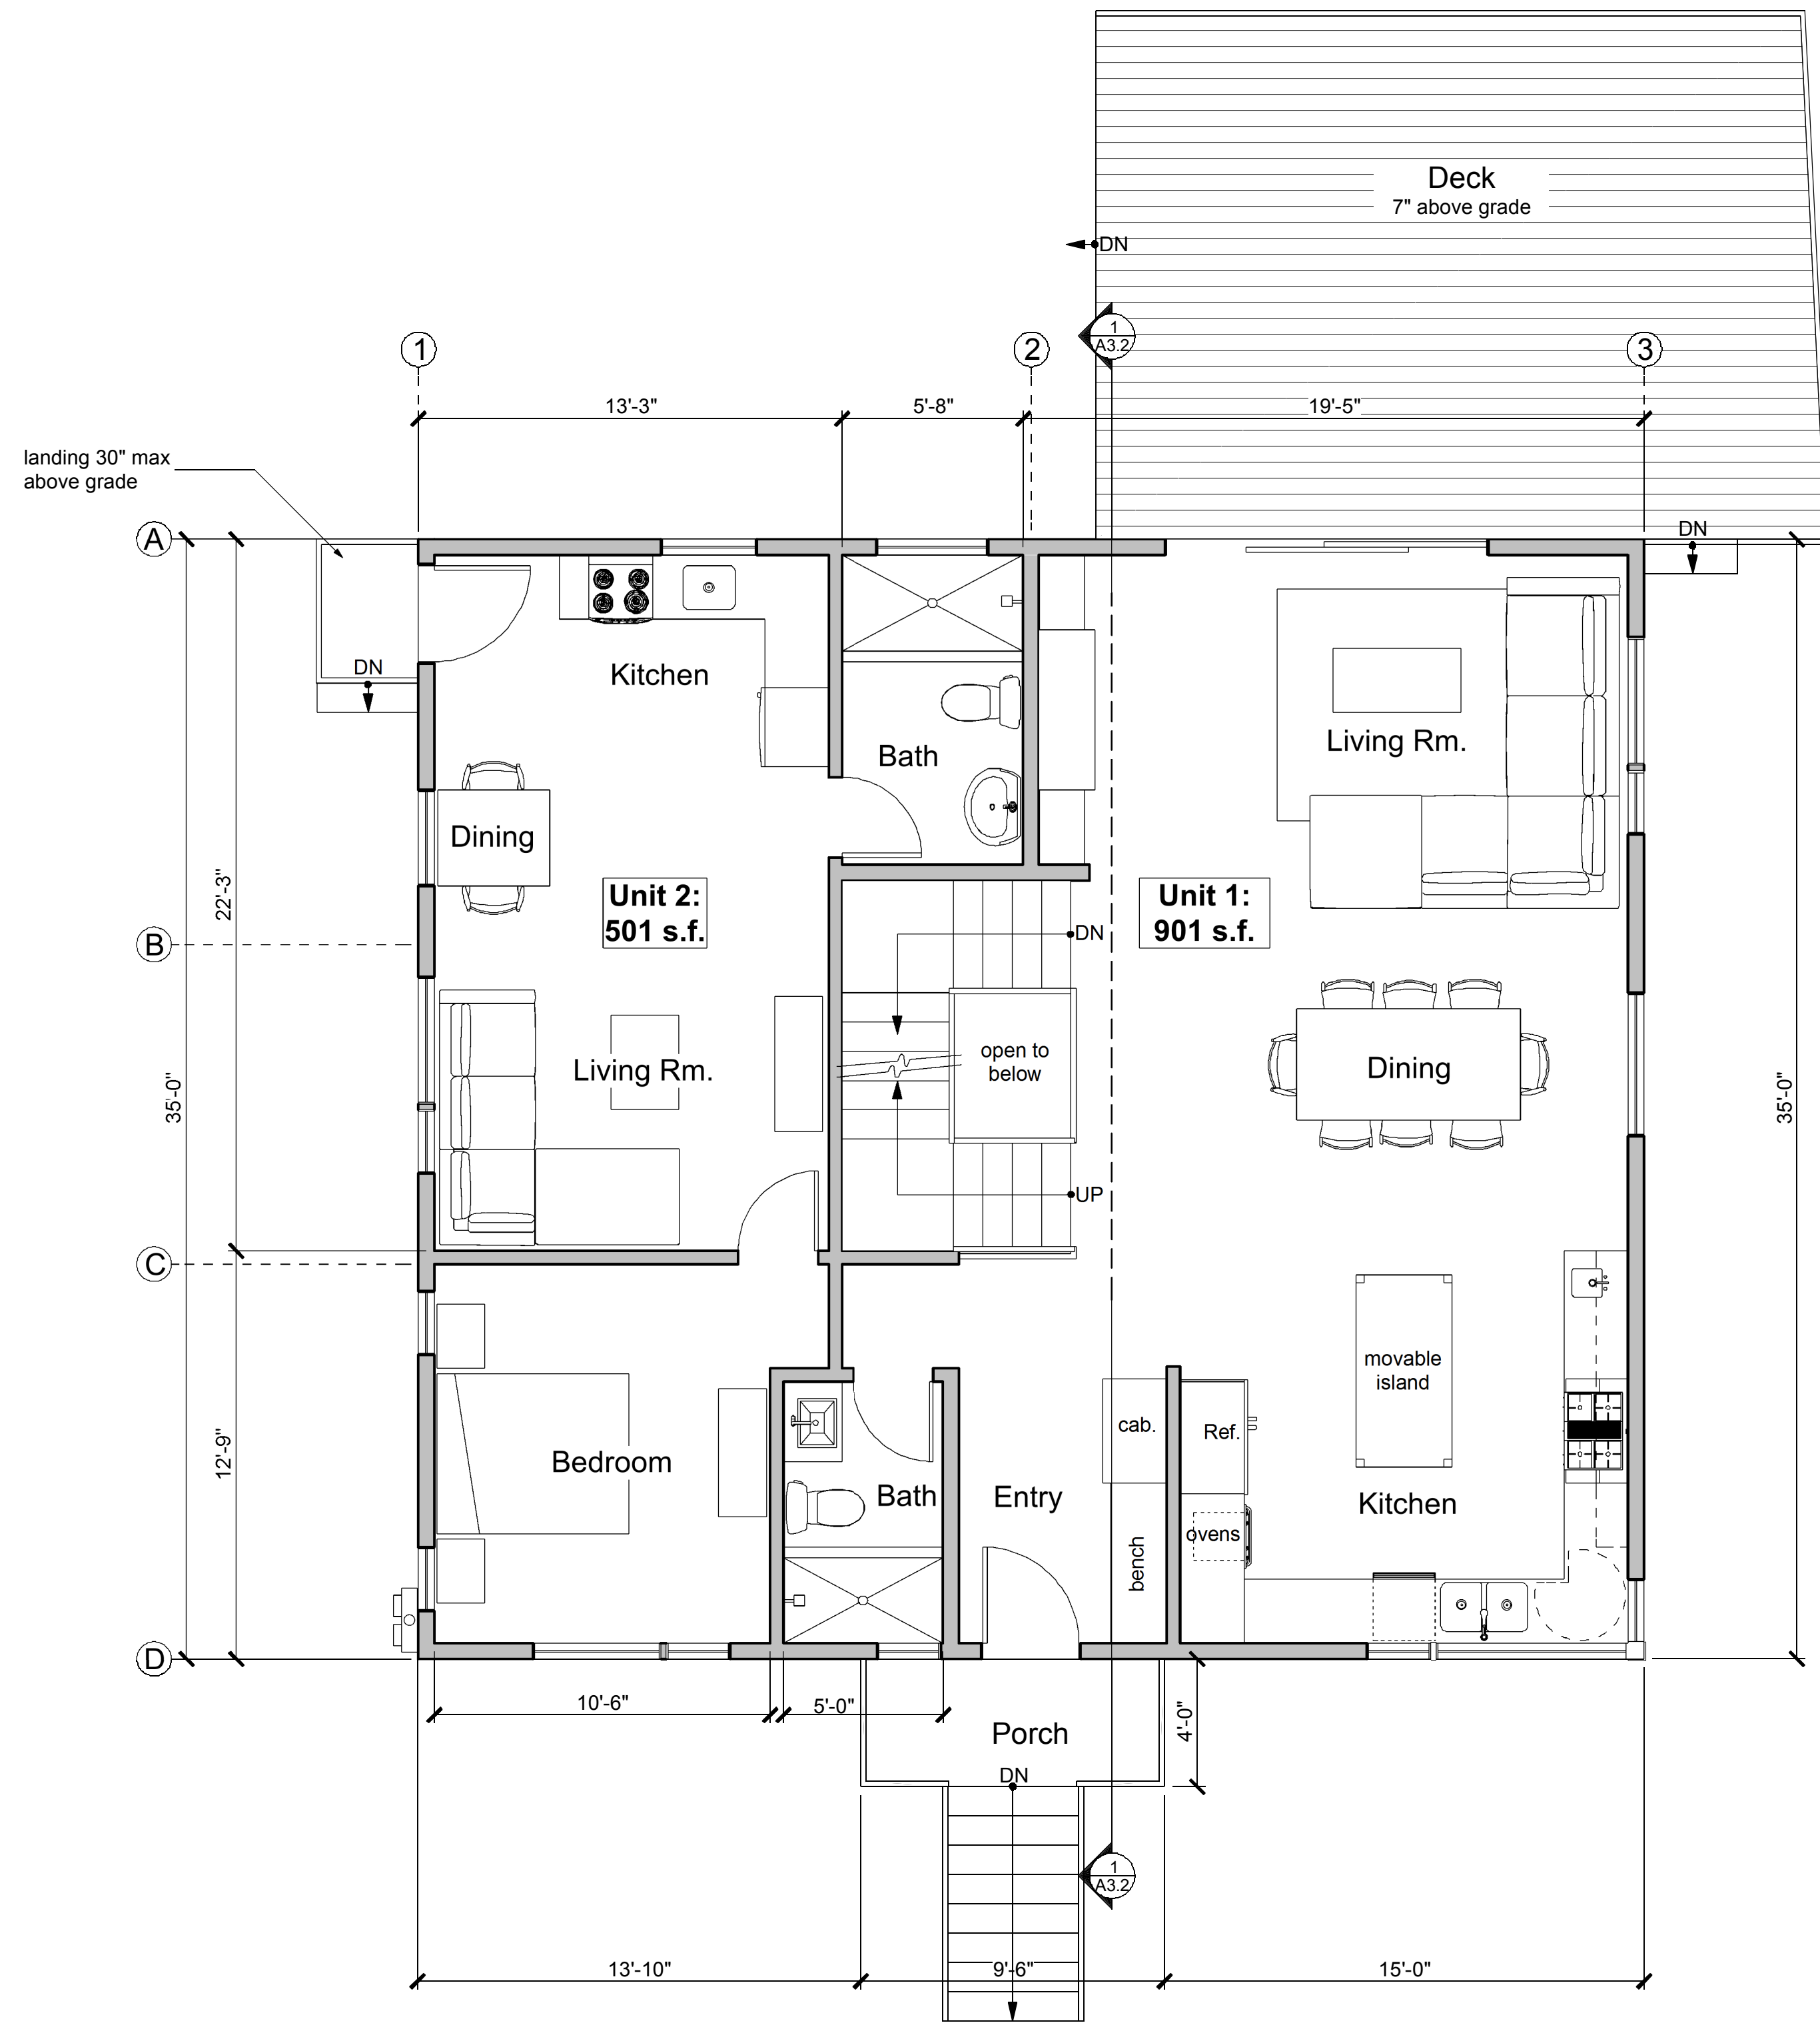 Deck
7" above grade
DN
1
A3.2
1
2
3
13'-3"
5'-8"
19'-5"
landing 30" max
above grade
A
DN
DN
Kitchen
Living Rm.
Bath
Dining
22'-3"
Unit 2:
501 s.f.
Unit 1:
901 s.f.
B
DN
open to
below
Living Rm.
Dining
35'-0"
35'-0"
UP
C
movable
island
cab.
Ref.
12'-9"
Bedroom
Bath
Entry
Kitchen
ovens
bench
D
10'-6"
5'-0"
Porch
4'-0"
DN
1
A3.2
13'-10"
9'-6"
15'-0"